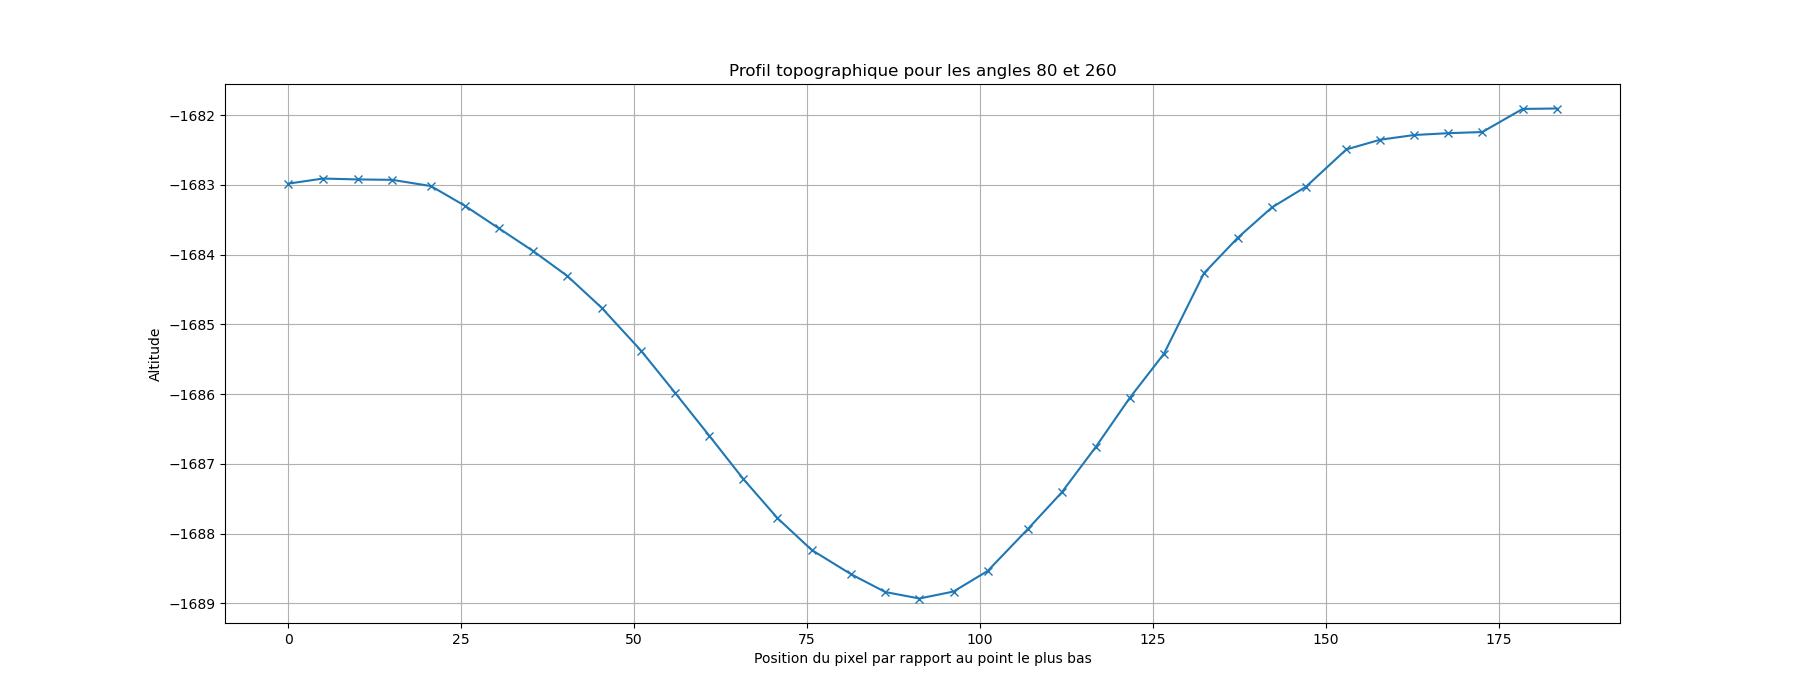 Profil topographique pour les angles 80 et 260
Altitude
−1682
−1683
−1684
−1685
−1686
−1687
−1688
−1689
0 25 50 75 100 125 150 175
Position du pixel par rapport au point le plus bas